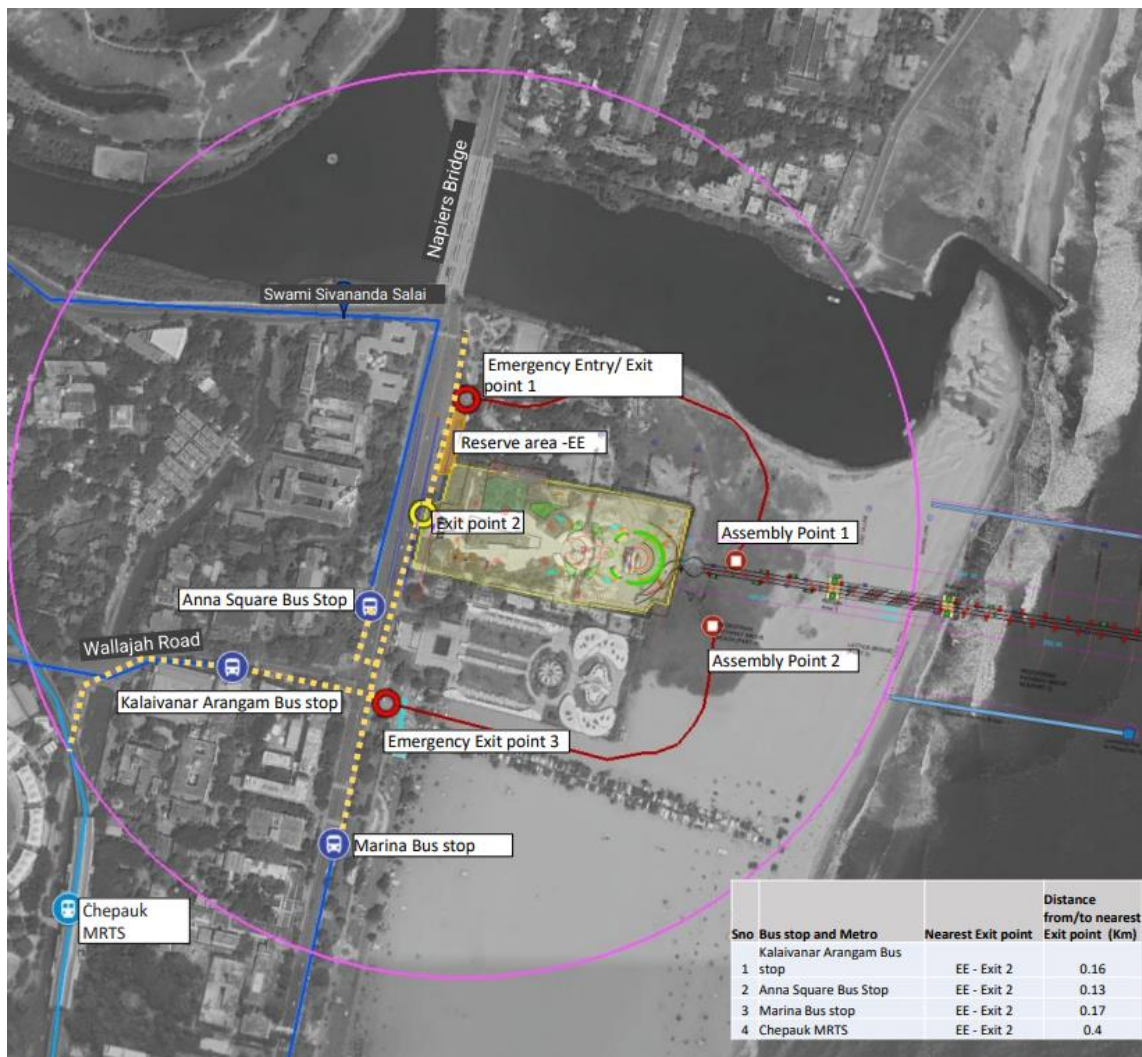 Napiers Bridge
Swami Sivananda Salai
Emergency Entry/ Exit
point 1
Reserve area -EE
Exit point 2
Assembly Point 1
Anna Square Bus Stop
Wallajah Road
Assembly Point 2
Kalaivanar Arangam Bus stop
Emergency Exit point 3
Marina Bus stop
Chepauk
MRTS
Distance
from/to nearest
Sno Bus stop and Metro Nearest Exit point Exit point (Km)
Kalaivanar Arangam Bus
1 stop EE - Exit 2 0.16
2 Anna Square Bus Stop EE - Exit 2 0.13
3 Marina Bus stop EE - Exit 2 0.17
4 Chepauk MRTS EE - Exit 2 0.4